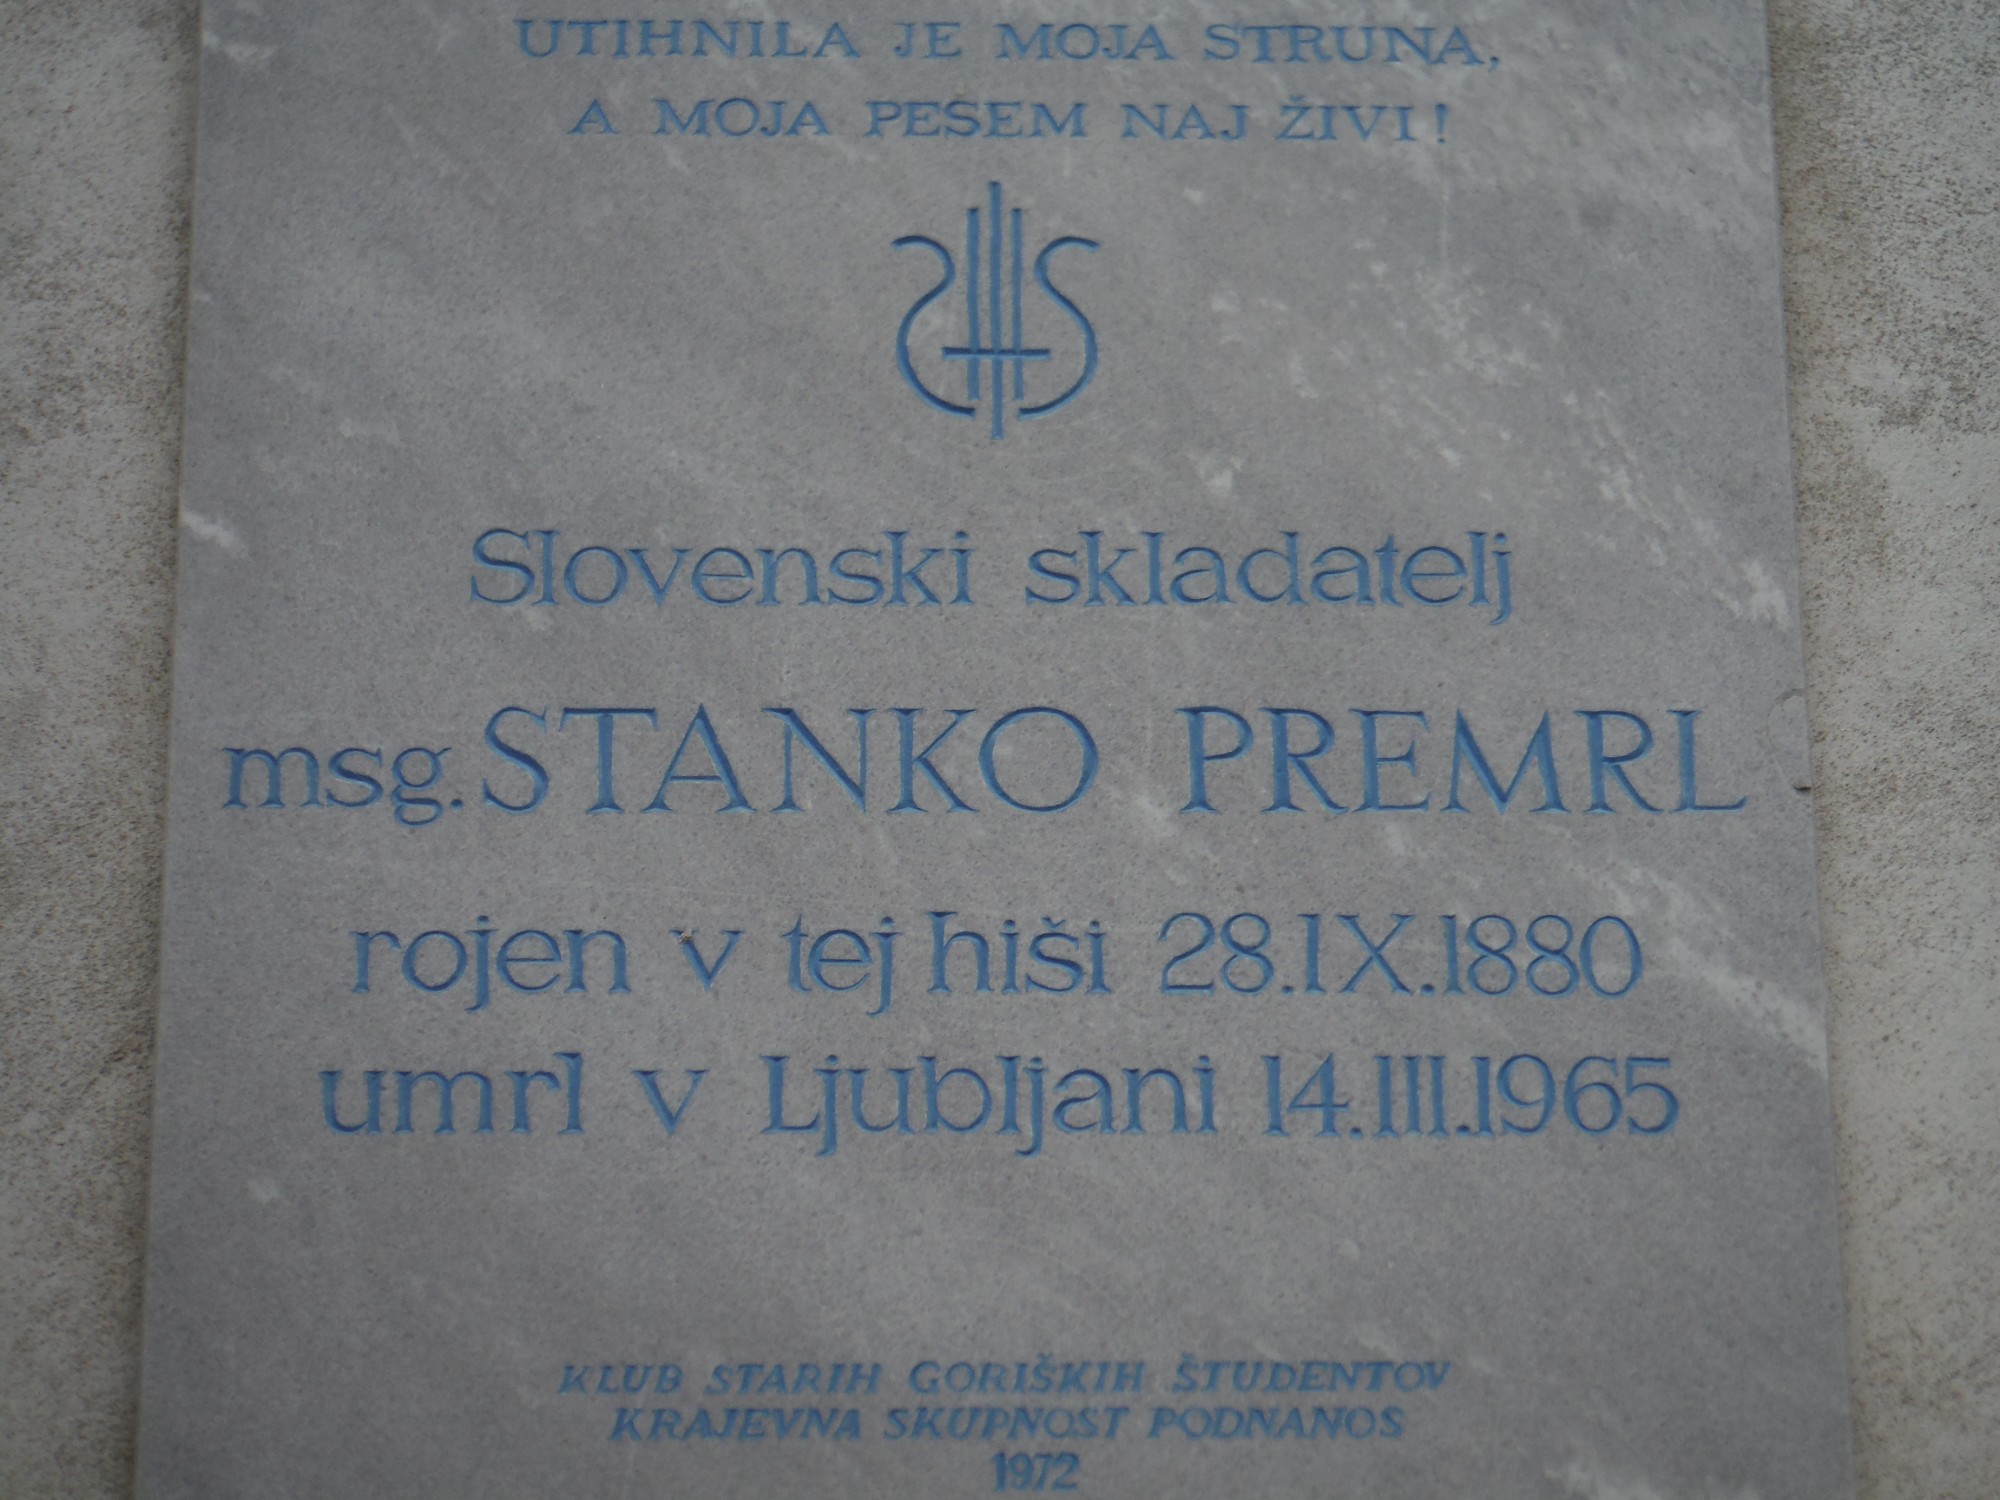 UTIHNILA JE MOJA STRUNA,
A MOJA PESEM NAJ ŽIVI!
Slovenski skladatelj
msg. STANKO PREMRL
rojen v tej hiši 28.IX.1880
umrl v Ljubljani 14.III.1965
KLUB STARIH GORIŠKIH ŠTUDENTOV
KRAJEVNA SKUPNOST PODNANOS
1972